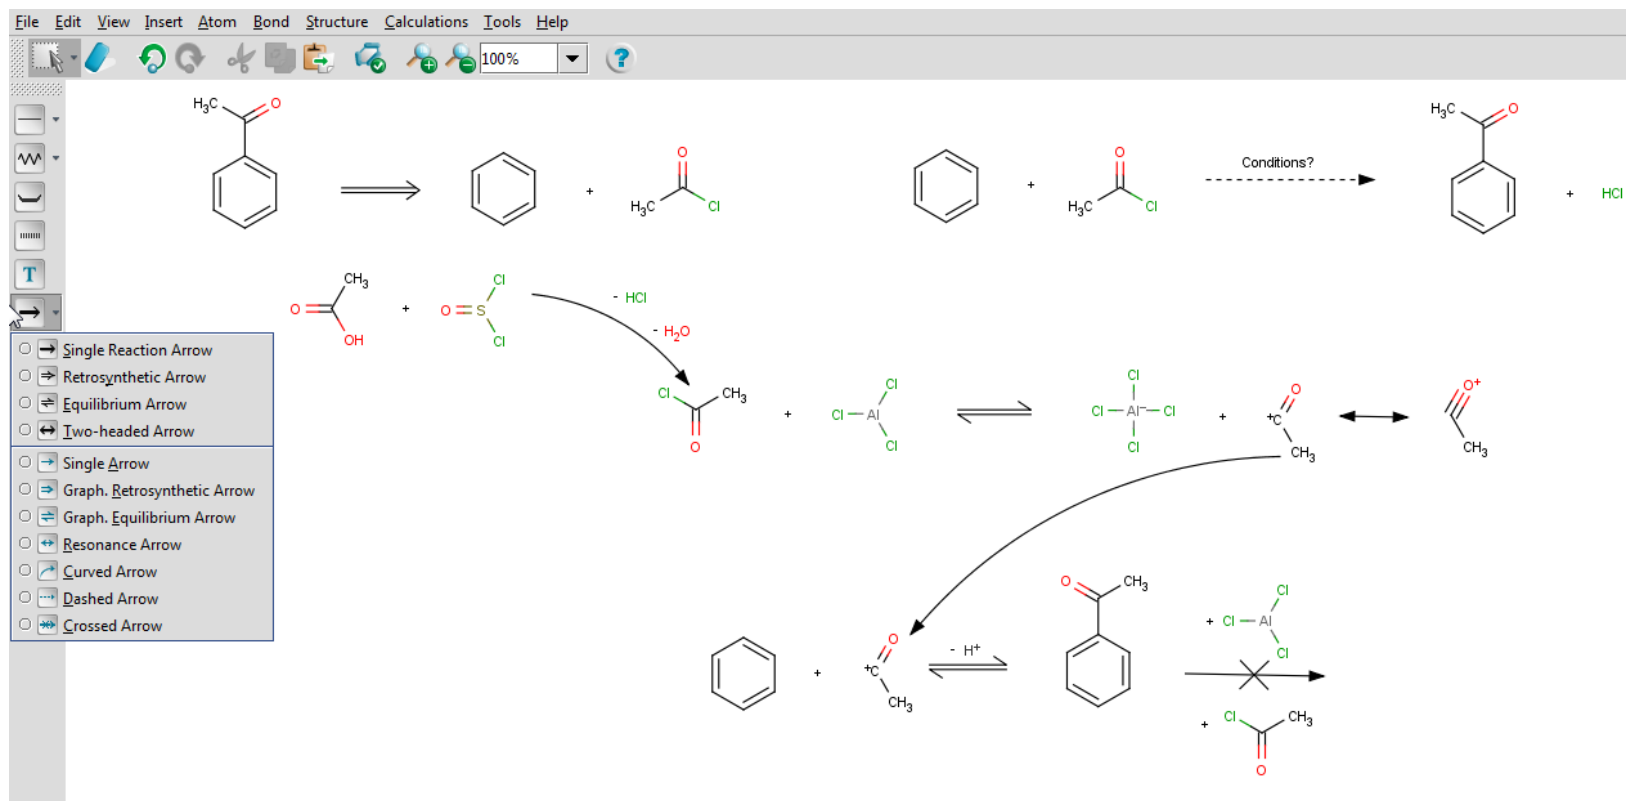 File Edit View Insert Atom Bond Structure Calculations Tools Help
100%
?
H₃C O
+
O
H₃C Cl
+
O
H₃C Cl
Conditions?
H₃C O
+ HCl
T
O CH₃ OH
+
O S Cl Cl
- HCl
- H₂O
Single Reaction Arrow
Retrosynthetic Arrow
Equilibrium Arrow
Two-headed Arrow
Single Arrow
Graph. Retrosynthetic Arrow
Graph. Equilibrium Arrow
Resonance Arrow
Curved Arrow
Dashed Arrow
Crossed Arrow
Cl CH₃ O
+
Cl Al Cl Cl
Cl Cl Al⁻ Cl Cl
+
O ⁺C CH₃
O⁺ CH₃
+
O ⁺C CH₃
- H⁺
O CH₃
+ Cl Al Cl Cl
+ Cl CH₃ O